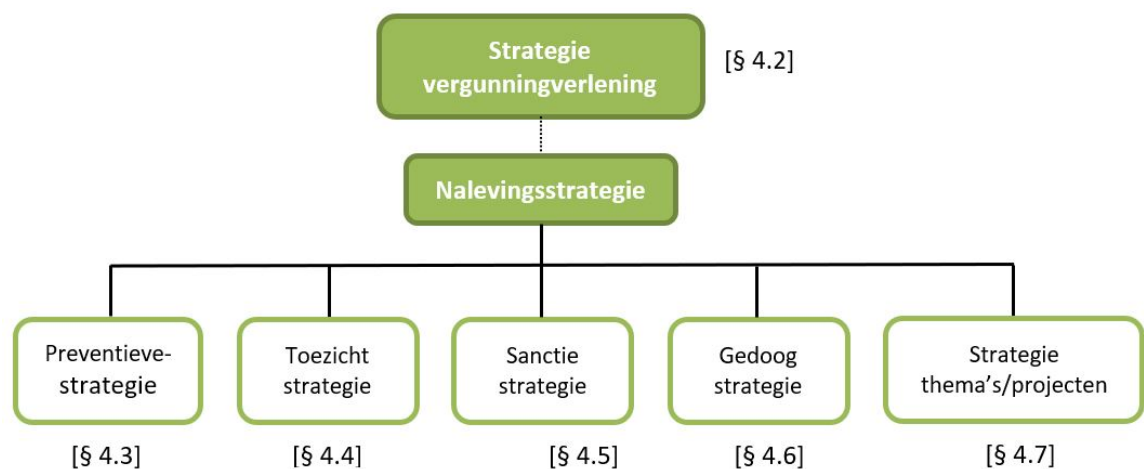 Strategie
vergunningverlening
[§ 4.2]
Nalevingsstrategie
Preventieve-
strategie
Toezicht
strategie
Sanctie
strategie
Gedoog
strategie
Strategie
thema's/projecten
[§ 4.3]
[§ 4.4]
[§ 4.5]
[§ 4.6]
[§ 4.7]